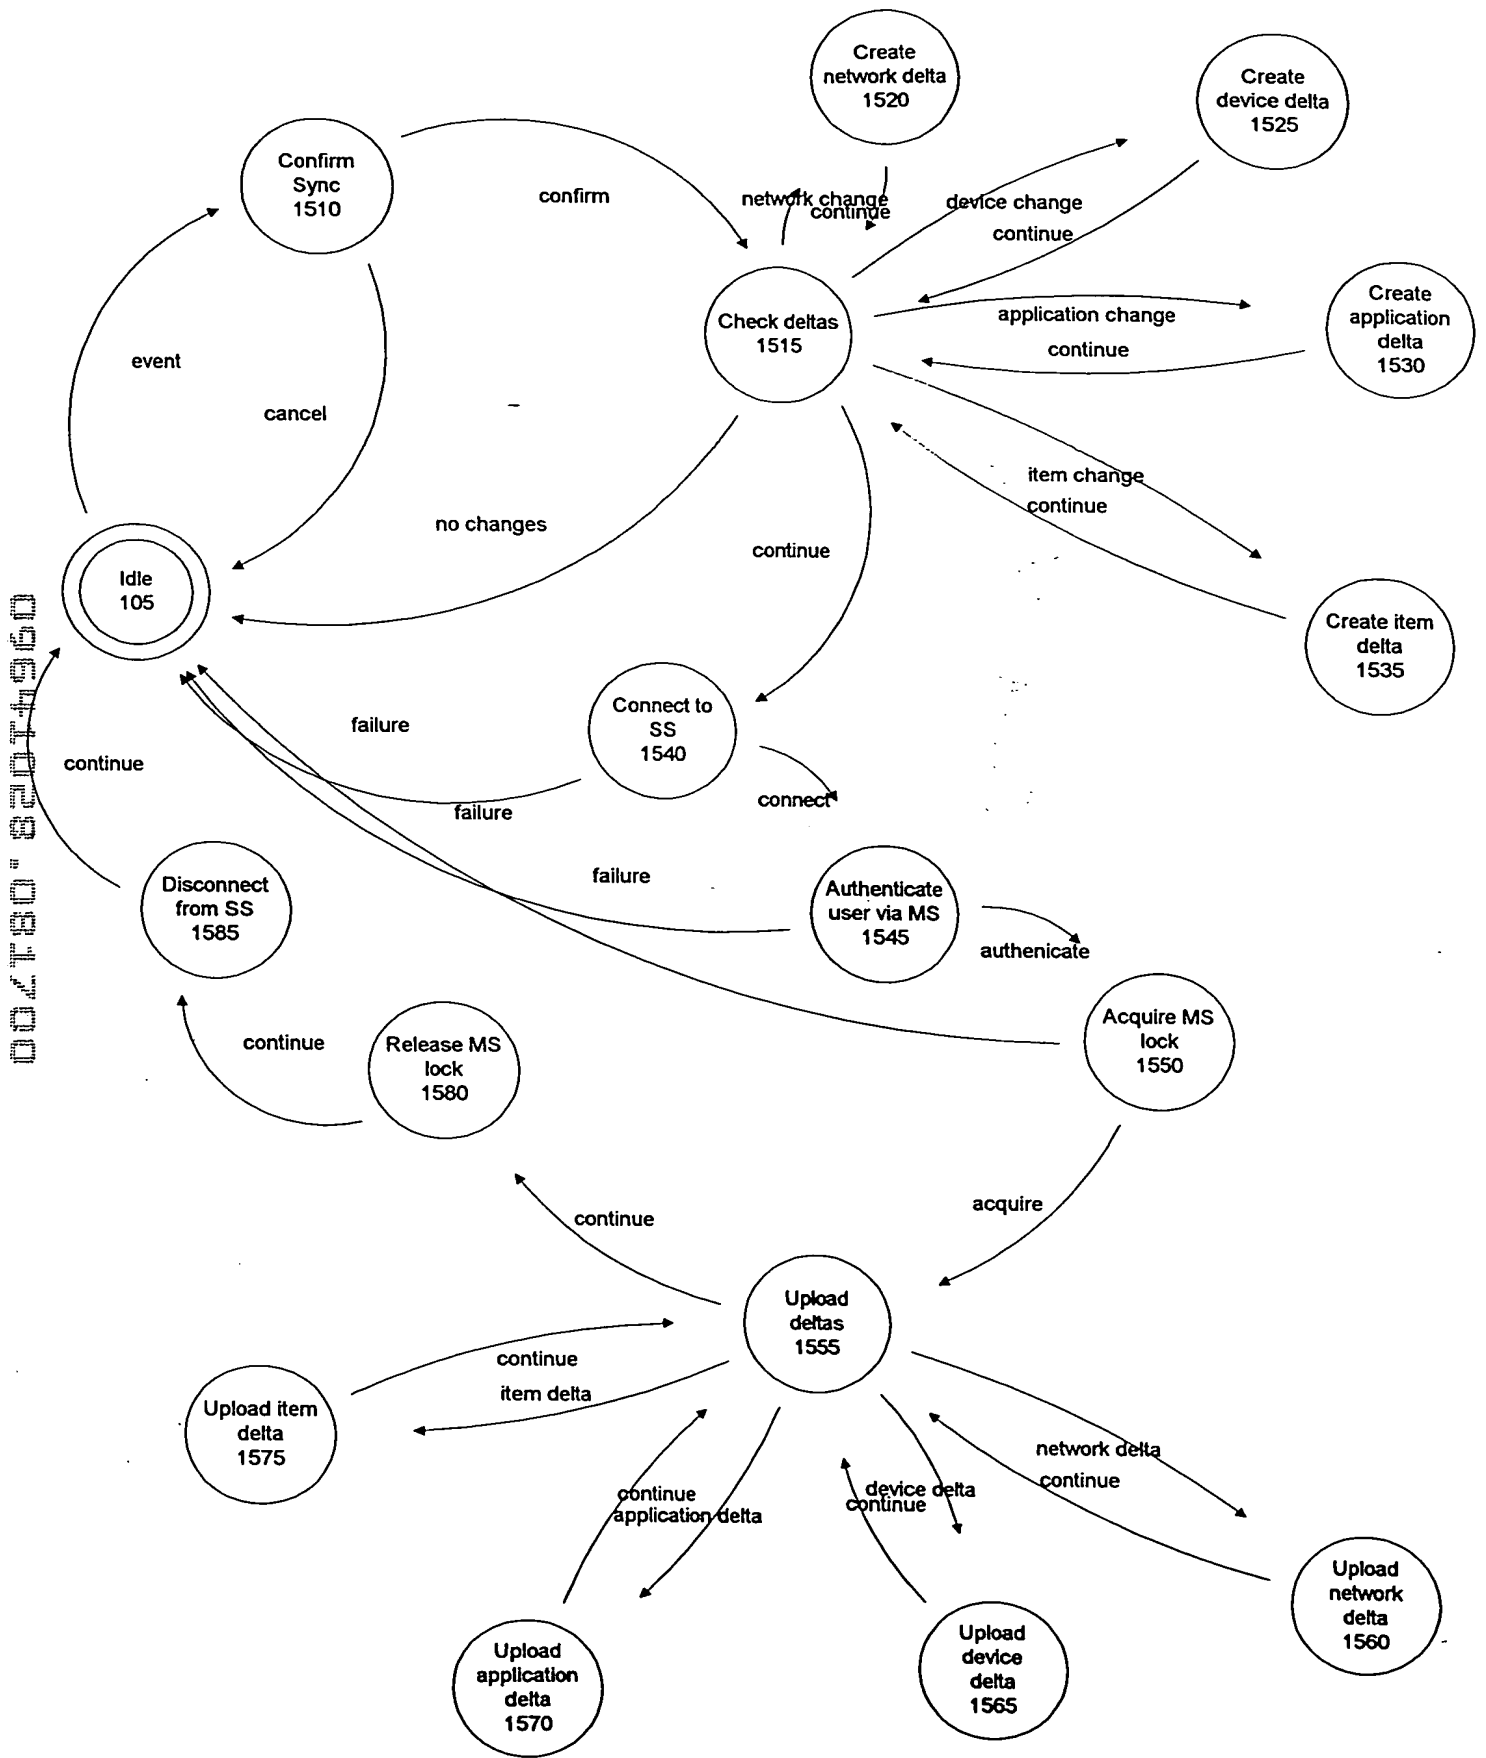 Create
network delta
1520
Create
device delta
1525
Confirm
Sync
1510
confirm
network change
continue
device change
continue
Create
application
delta
1530
Check deltas
1515
application change
continue
event
cancel
item change
continue
no changes
continue
Idle
105
Create item
delta
1535
Connect to
SS
1540
failure
continue
connect
failure
failure
Disconnect
from SS
1585
Authenticate
user via MS
1545
authenicate
Acquire MS
lock
1550
continue
Release MS
lock
1580
acquire
continue
Upload
deltas
1555
continue
item delta
Upload item
delta
1575
network delta
continue
device delta
continue
continue
application delta
Upload
network
delta
1560
Upload
device
delta
1565
Upload
application
delta
1570
09641028.081700